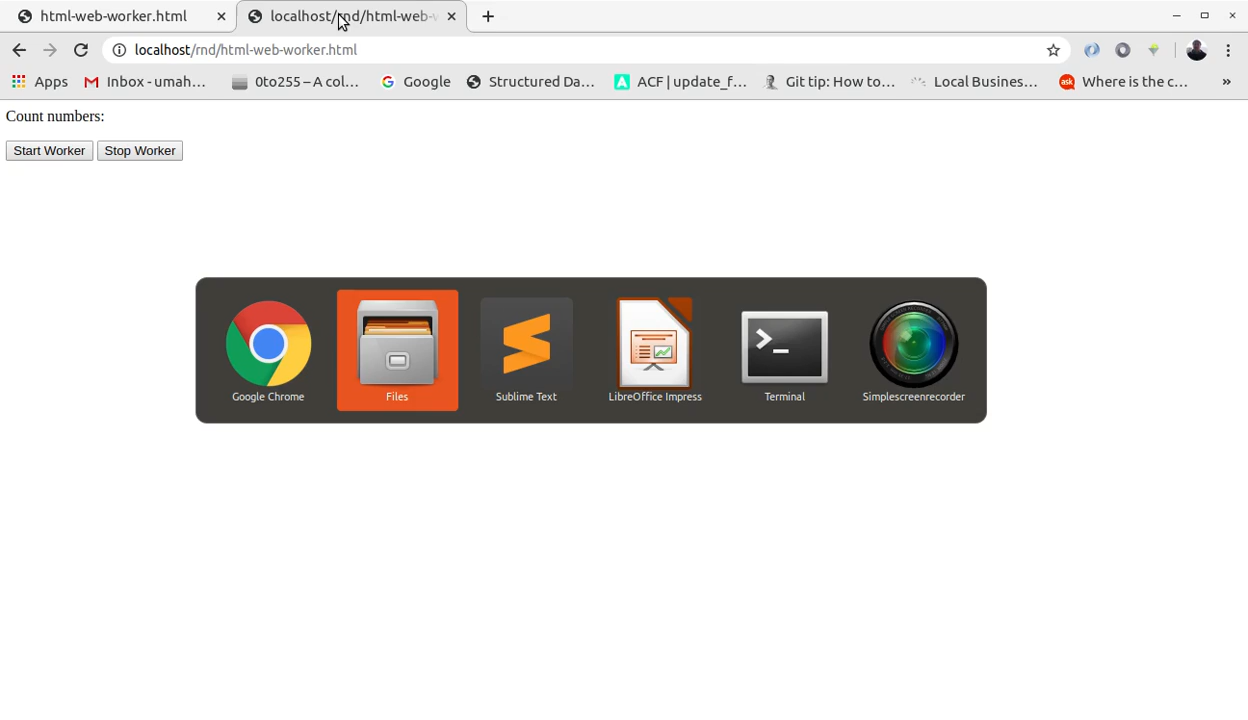 html-web-worker.html
localhost/rnd/html-web-w
localhost/rnd/html-web-worker.html
Apps
Inbox - umah...
0to255 – A col...
Google
Structured Da...
ACF | update_f...
Git tip: How to...
Local Busines...
ask
Where is the c...
»
Count numbers:
Start Worker
Stop Worker
Google Chrome
Files
Sublime Text
LibreOffice Impress
Terminal
Simplescreenrecorder